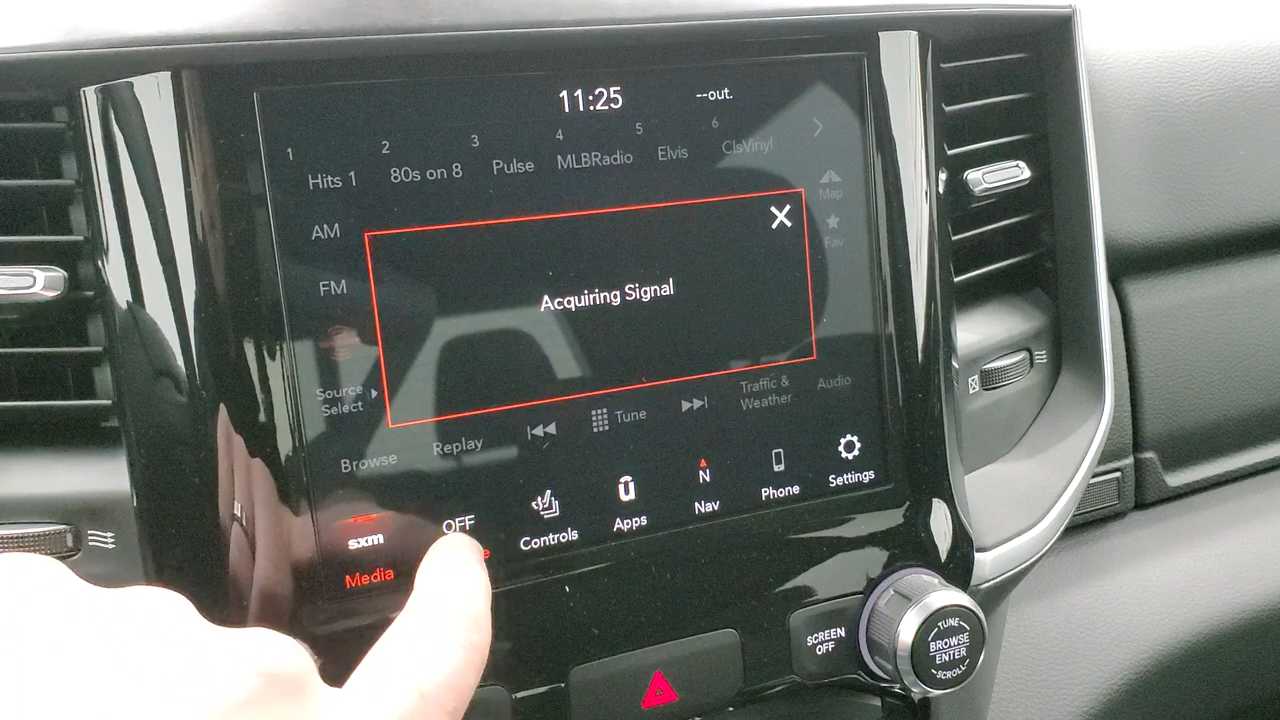 11:25
--out.
1
2
3
4
5
6
Hits 1
80s on 8
Pulse
MLBRadio
Elvis
ClsVinyl
AM
Map
FM
Fav
Acquiring Signal
Source
Select
Browse
Replay
Tune
Traffic &
Weather
Audio
sxm
Media
OFF
Controls
Apps
N
Nav
Phone
Settings
SCREEN
OFF
TUNE
BROWSE
ENTER
SCROLL